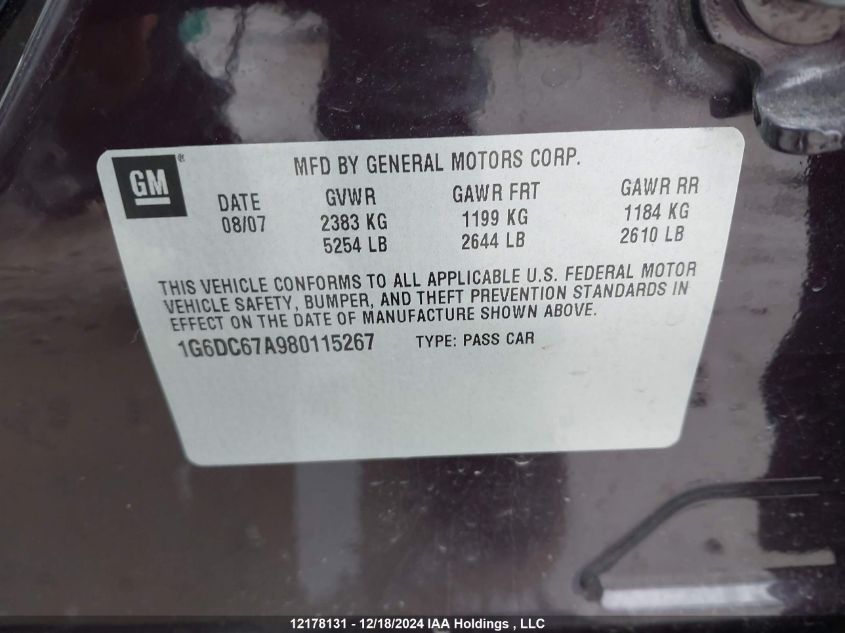 GM®
MFD BY GENERAL MOTORS CORP.
DATE GVWR GAWR FRT GAWR RR
08/07 2383 KG 1199 KG 1184 KG
5254 LB 2644 LB 2610 LB
THIS VEHICLE CONFORMS TO ALL APPLICABLE U.S. FEDERAL MOTOR
VEHICLE SAFETY, BUMPER, AND THEFT PREVENTION STANDARDS IN
EFFECT ON THE DATE OF MANUFACTURE SHOWN ABOVE.
1G6DC67A980115267 TYPE: PASS CAR
12178131 - 12/18/2024 IAA Holdings , LLC